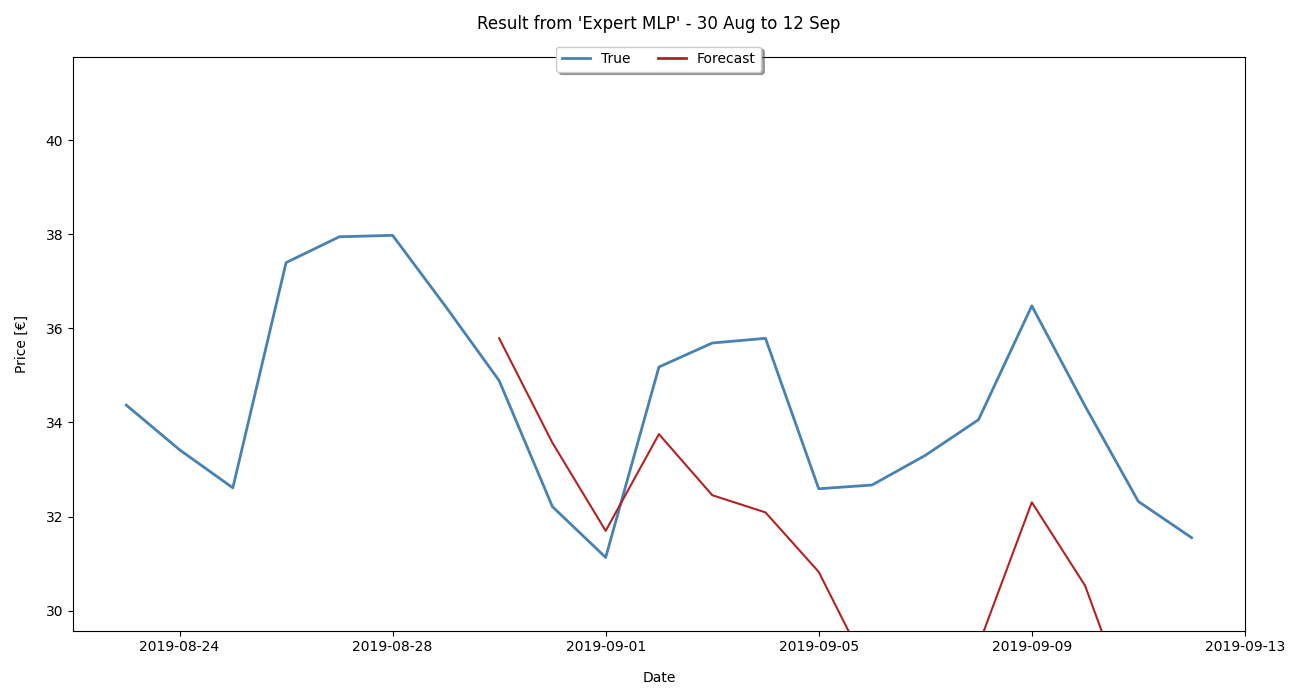 Result from 'Expert MLP' - 30 Aug to 12 Sep
True Forecast
40
38
36
34
32
30
Price [€]
2019-08-24 2019-08-28 2019-09-01 2019-09-05 2019-09-09 2019-09-13
Date